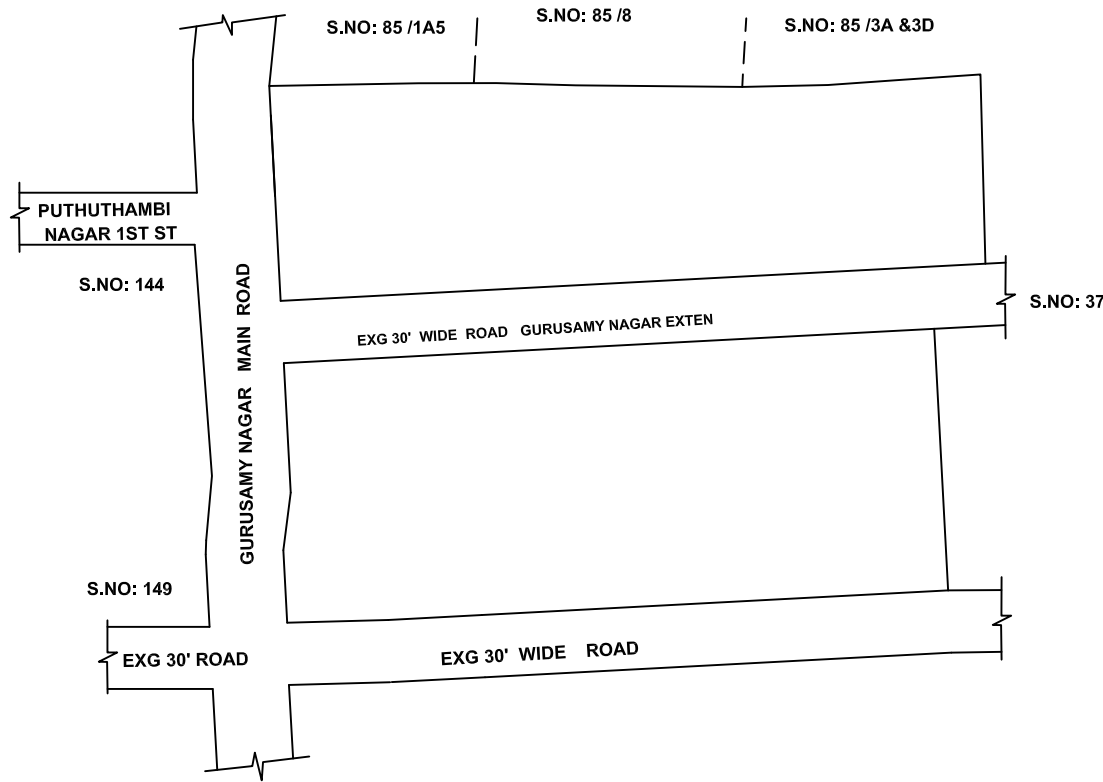 S.NO: 85 /1A5
S.NO: 85 /8
S.NO: 85 /3A &3D
PUTHUTHAMBI
NAGAR 1ST ST
S.NO: 144
GURUSAMY NAGAR MAIN ROAD
EXG 30' WIDE ROAD GURUSAMY NAGAR EXTEN
S.NO: 37
S.NO: 149
EXG 30' ROAD
EXG 30' WIDE ROAD